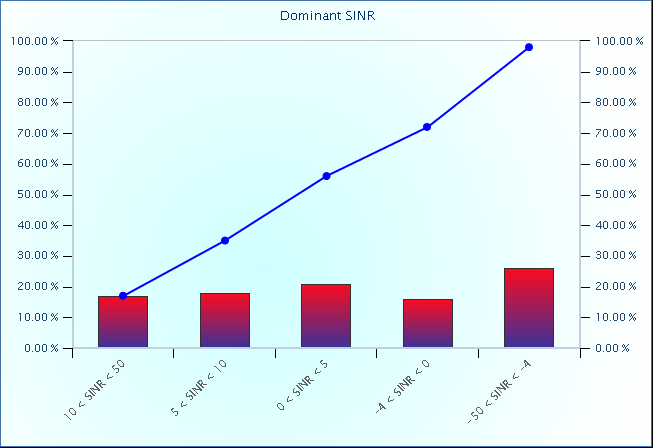 Dominant SINR
100.00 % 100.00 %
90.00 % 90.00 %
80.00 % 80.00 %
70.00 % 70.00 %
60.00 % 60.00 %
50.00 % 50.00 %
40.00 % 40.00 %
30.00 % 30.00 %
20.00 % 20.00 %
10.00 % 10.00 %
0.00 % 0.00 %
10 < SINR < 50
5 < SINR < 10
0 < SINR < 5
-4 < SINR < 0
-50 < SINR < -4